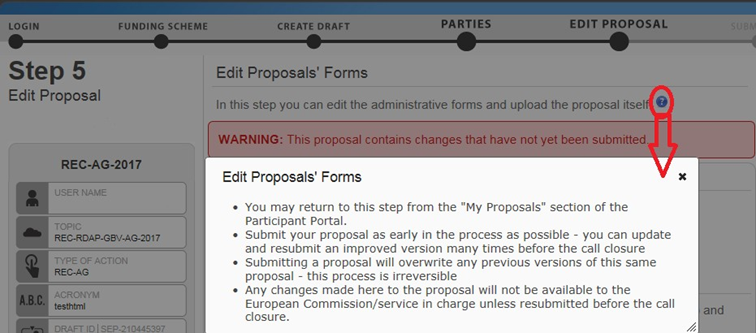 LOGIN FUNDING SCHEME CREATE DRAFT PARTIES EDIT PROPOSAL SUBM
Step 5
Edit Proposal
Edit Proposals' Forms
In this step you can edit the administrative forms and upload the proposal itself
WARNING: This proposal contains changes that have not yet been submitted
REC-AG-2017
USER NAME
TOPIC
REC-RDAP-GBV-AG-2017
TYPE OF ACTION
REC-AG
A.B.C.
ACRONYM
testhtml
DRAFT ID | SEP-210445397
Edit Proposals' Forms
• You may return to this step from the "My Proposals" section of the
Participant Portal.
• Submit your proposal as early in the process as possible - you can update
and resubmit an improved version many times before the call closure
• Submitting a proposal will overwrite any previous versions of this same
proposal - this process is irreversible
• Any changes made here to the proposal will not be available to the
European Commission/service in charge unless resubmitted before the call
closure.
and